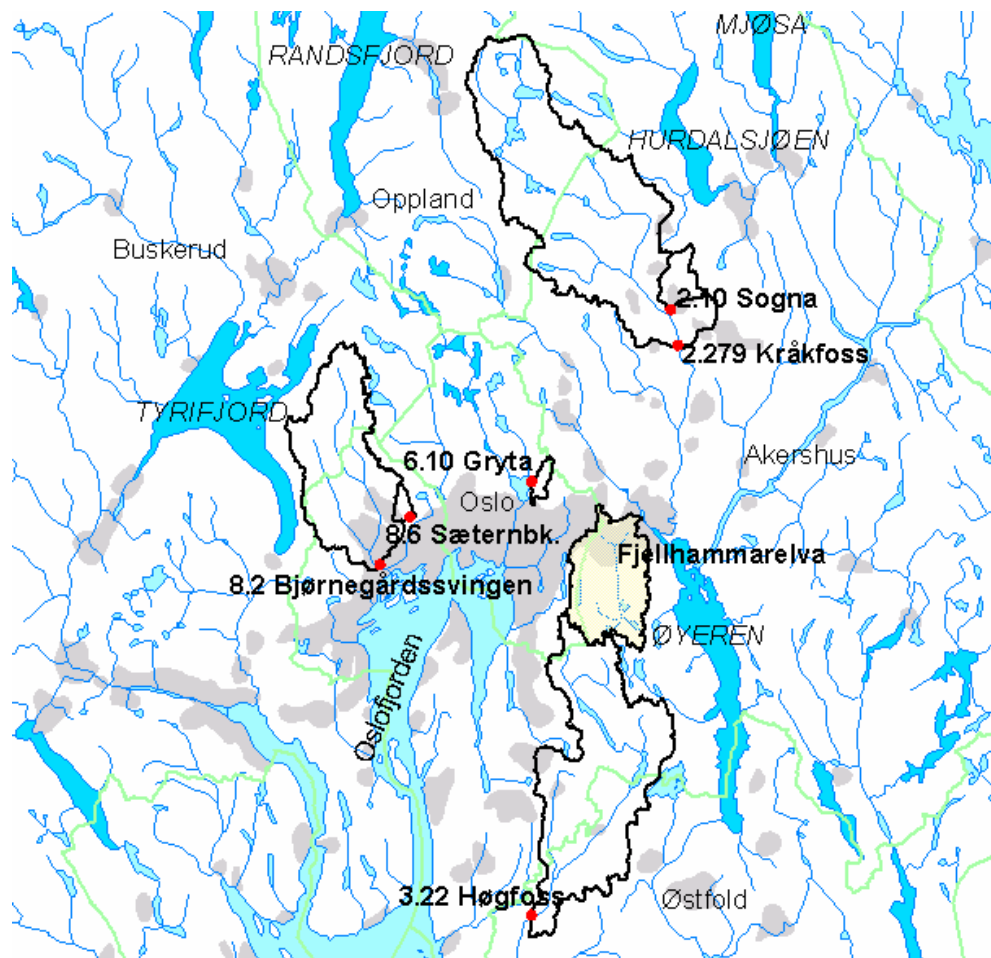 MJØSA
RANDSFJORD
HURDALSJØEN
Oppland
Buskerud
2.10 Sogna
2.279 Kråkfoss
TYRIFJORD
Akershus
6.10 Gryta
Oslo
8.6 Sæternbk.
Fjellhammarelva
8.2 Bjørnegårdssvingen
ØYEREN
Oslofjorden
3.22 Høgfoss
Østfold